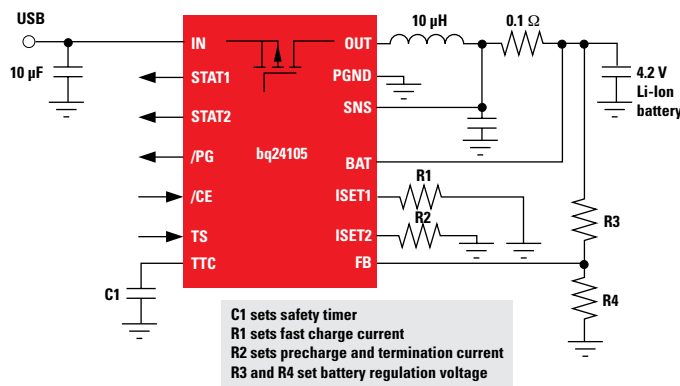 USB
10 µF
IN
STAT1
STAT2
/PG
/CE
TS
TTC
C1
bq24105
OUT
PGND
SNS
BAT
ISET1
ISET2
FB
10 µH
0.1 Ω
4.2 V
Li-Ion
battery
R1
R2
R3
R4
C1 sets safety timer
R1 sets fast charge current
R2 sets precharge and termination current
R3 and R4 set battery regulation voltage